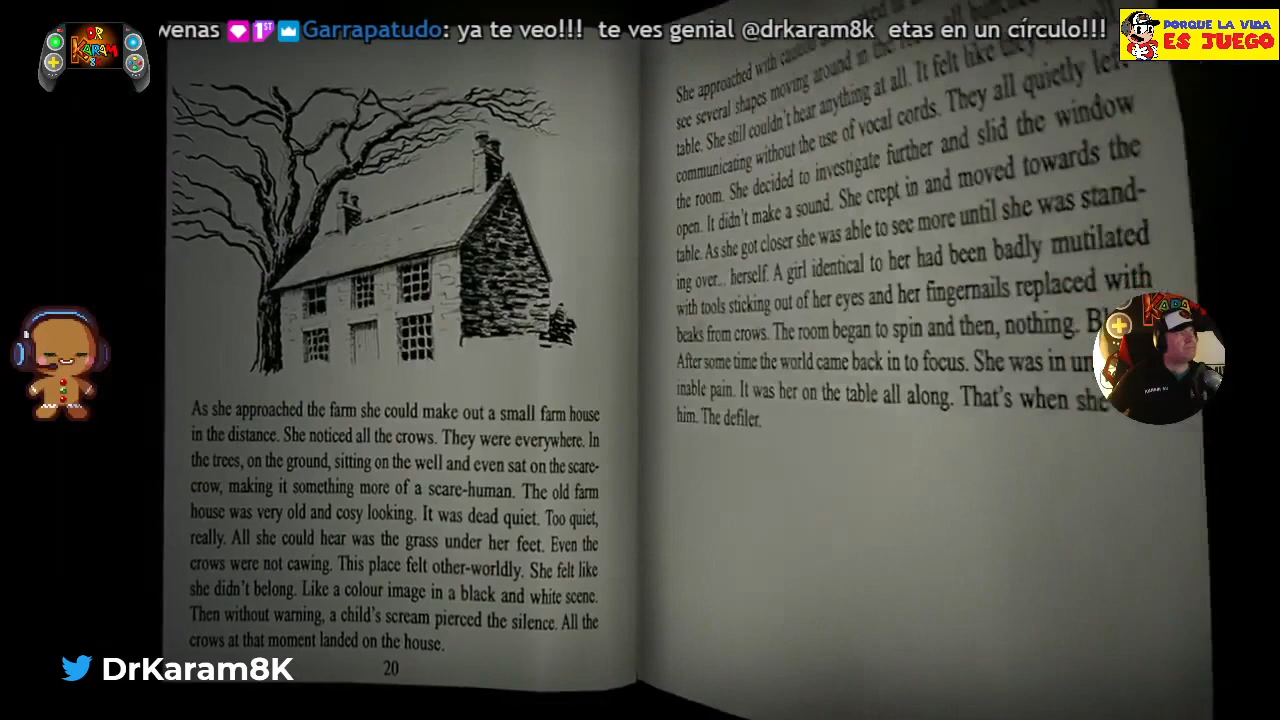 wenas 1ST Garrapatudo: ya te veo!!! te ves genial @drkaram8k etas en un círculo!!!
DR
KARAM
8K
PORQUE LA VIDA
ES JUEGO
As she approached the farm she could make out a small farm house
in the distance. She noticed all the crows. They were everywhere. In
the trees, on the ground, sitting on the well and even sat on the scare-
crow, making it something more of a scare-human. The old farm
house was very old and cosy looking. It was dead quiet. Too quiet,
really. All she could hear was the grass under her feet. Even the
crows were not cawing. This place felt other-worldly. She felt like
she didn't belong. Like a colour image in a black and white scene.
Then without warning, a child's scream pierced the silence. All the
crows at that moment landed on the house.
20
She approached with
see several shapes moving around in the
table. She still couldn't hear anything at all. It felt like they
communicating without the use of vocal cords. They all quietly left
the room. She decided to investigate further and slid the window
open. It didn't make a sound. She crept in and moved towards the
table. As she got closer she was able to see more until she was stand-
ing over... herself. A girl identical to her had been badly mutilated
with tools sticking out of her eyes and her fingernails replaced with
beaks from crows. The room began to spin and then, nothing.
After some time the world came back in to focus. She was in
inable pain. It was her on the table all along. That's when she
him. The defiler.
DrKaram8K